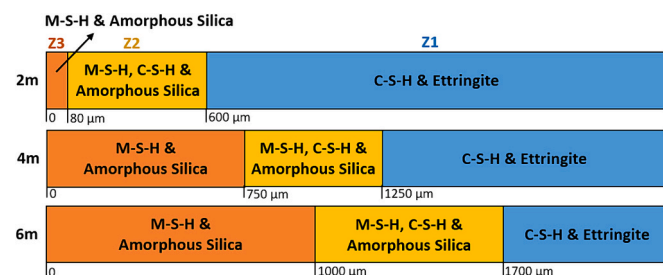 M-S-H & Amorphous Silica
Z3 Z2 Z1
2m
M-S-H, C-S-H &
Amorphous Silica
C-S-H & Ettringite
0 80 μm 600 μm
4m
M-S-H &
Amorphous Silica
M-S-H, C-S-H &
Amorphous Silica
C-S-H & Ettringite
0 750 μm 1250 μm
6m
M-S-H &
Amorphous Silica
M-S-H, C-S-H &
Amorphous Silica
C-S-H & Ettringite
0 1000 μm 1700 μm